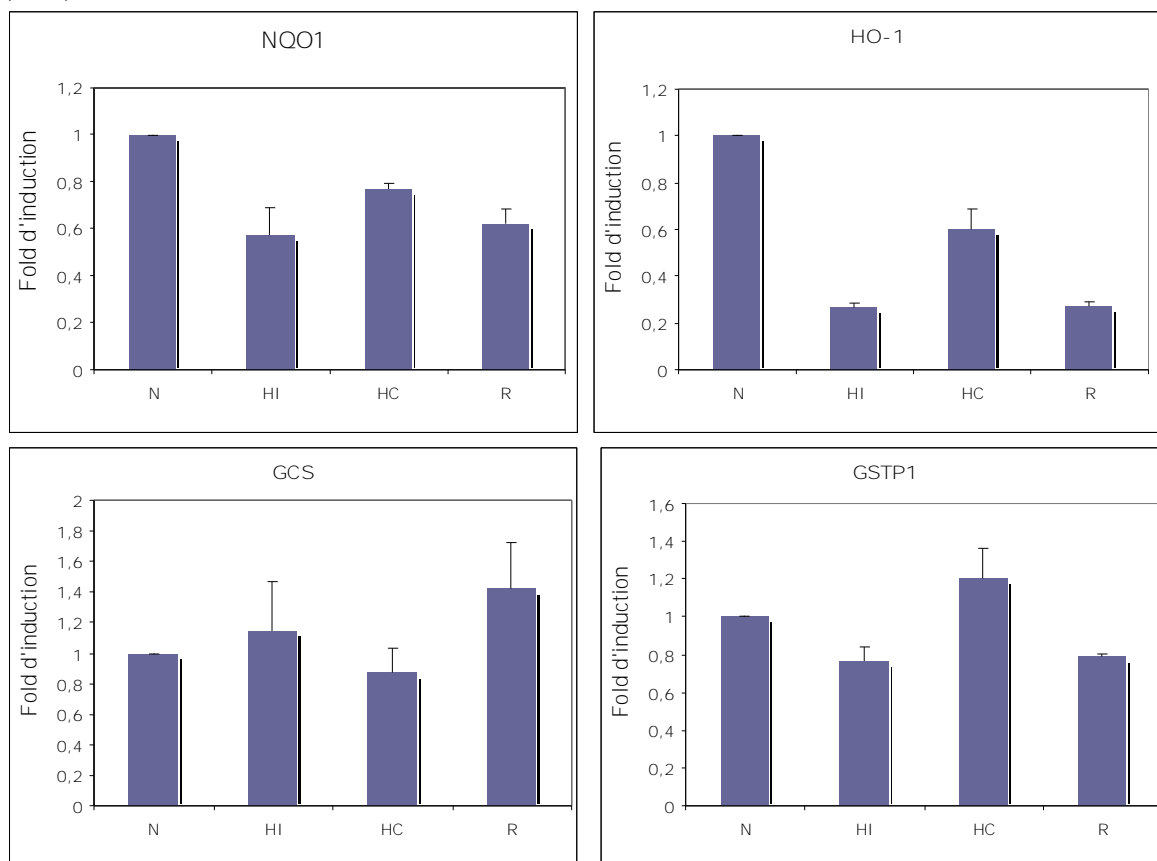 NQO1
Fold d'induction
1,2
1
0,8
0,6
0,4
0,2
0
N HI HC R
HO-1
Fold d'induction
1,2
1
0,8
0,6
0,4
0,2
0
N HI HC R
GCS
Fold d'induction
2
1,8
1,6
1,4
1,2
1
0,8
0,6
0,4
0,2
0
N HI HC R
GSTP1
Fold d'induction
1,6
1,4
1,2
1
0,8
0,6
0,4
0,2
0
N HI HC R